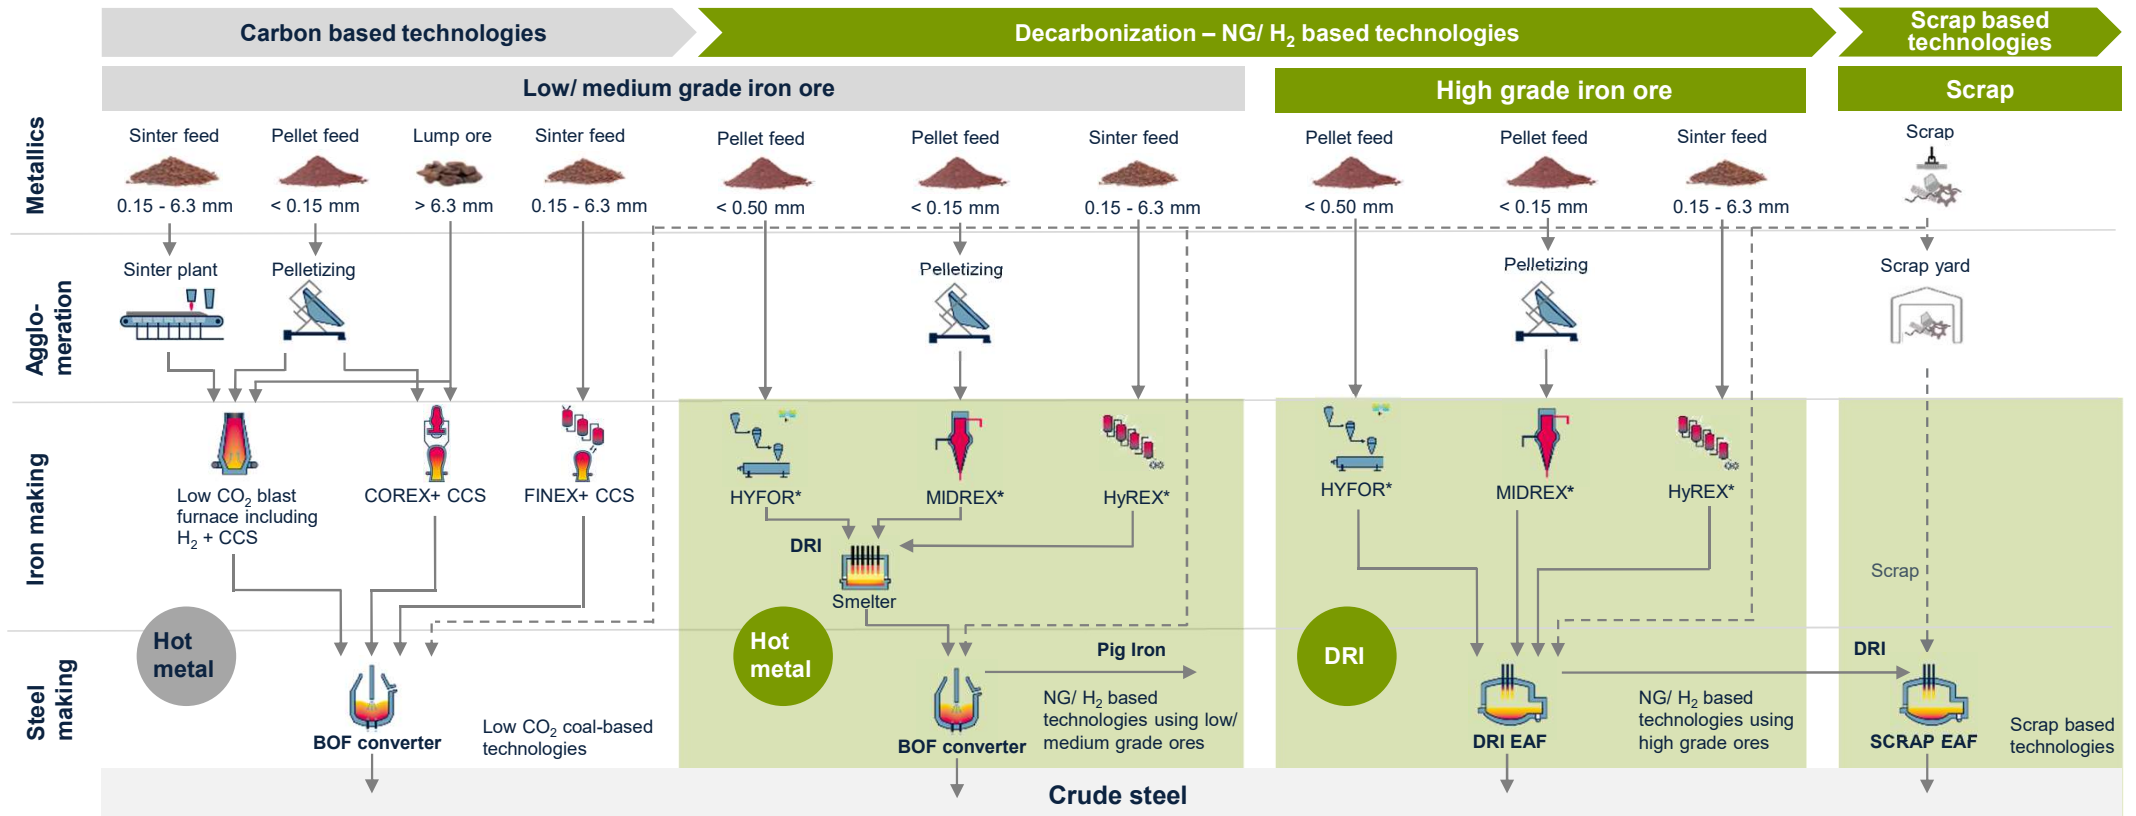 Carbon based technologies
Decarbonization – NG/ H₂ based technologies
Scrap based
technologies
Low/ medium grade iron ore
High grade iron ore
Scrap
Metallics
Sinter feed
Pellet feed
Lump ore
Sinter feed
Pellet feed
Pellet feed
Sinter feed
Pellet feed
Pellet feed
Sinter feed
Scrap
0.15 - 6.3 mm
< 0.15 mm
> 6.3 mm
0.15 - 6.3 mm
< 0.50 mm
< 0.15 mm
0.15 - 6.3 mm
< 0.50 mm
< 0.15 mm
0.15 - 6.3 mm
Agglo-
meration
Sinter plant
Pelletizing
Pelletizing
Pelletizing
Scrap yard
Iron making
Low CO₂ blast
furnace including
H₂ + CCS
COREX+ CCS
FINEX+ CCS
HYFOR*
MIDREX*
HyREX*
HYFOR*
MIDREX*
HyREX*
DRI
Smelter
Scrap
Steel
making
Hot
metal
BOF converter
Low CO₂ coal-based
technologies
Hot
metal
BOF converter
Pig Iron
NG/ H₂ based
technologies using low/
medium grade ores
DRI
DRI EAF
NG/ H₂ based
technologies using
high grade ores
DRI
SCRAP EAF
Scrap based
technologies
Crude steel